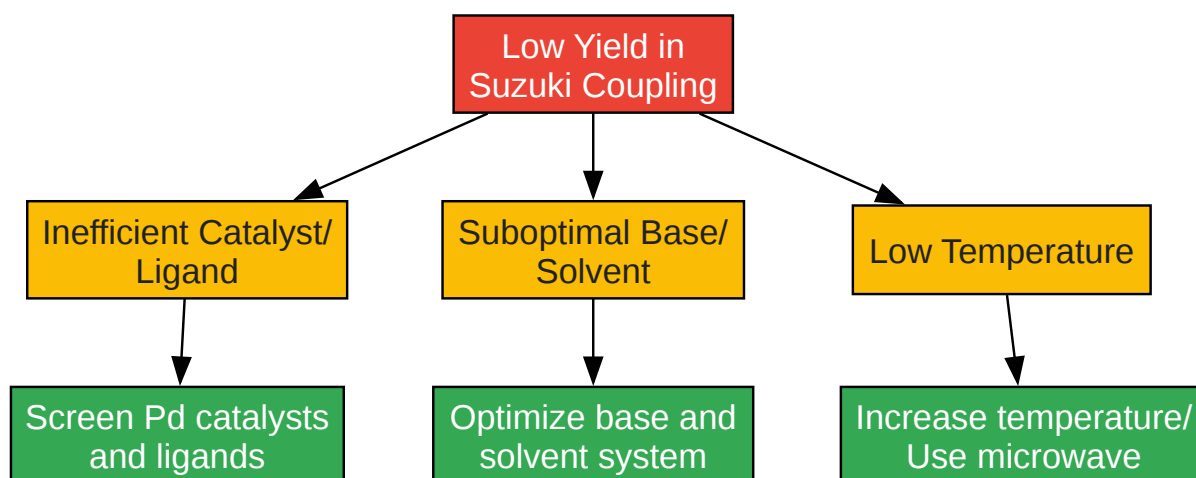 Low Yield in
Suzuki Coupling
Inefficient Catalyst/
Ligand
Suboptimal Base/
Solvent
Low Temperature
Screen Pd catalysts
and ligands
Optimize base and
solvent system
Increase temperature/
Use microwave